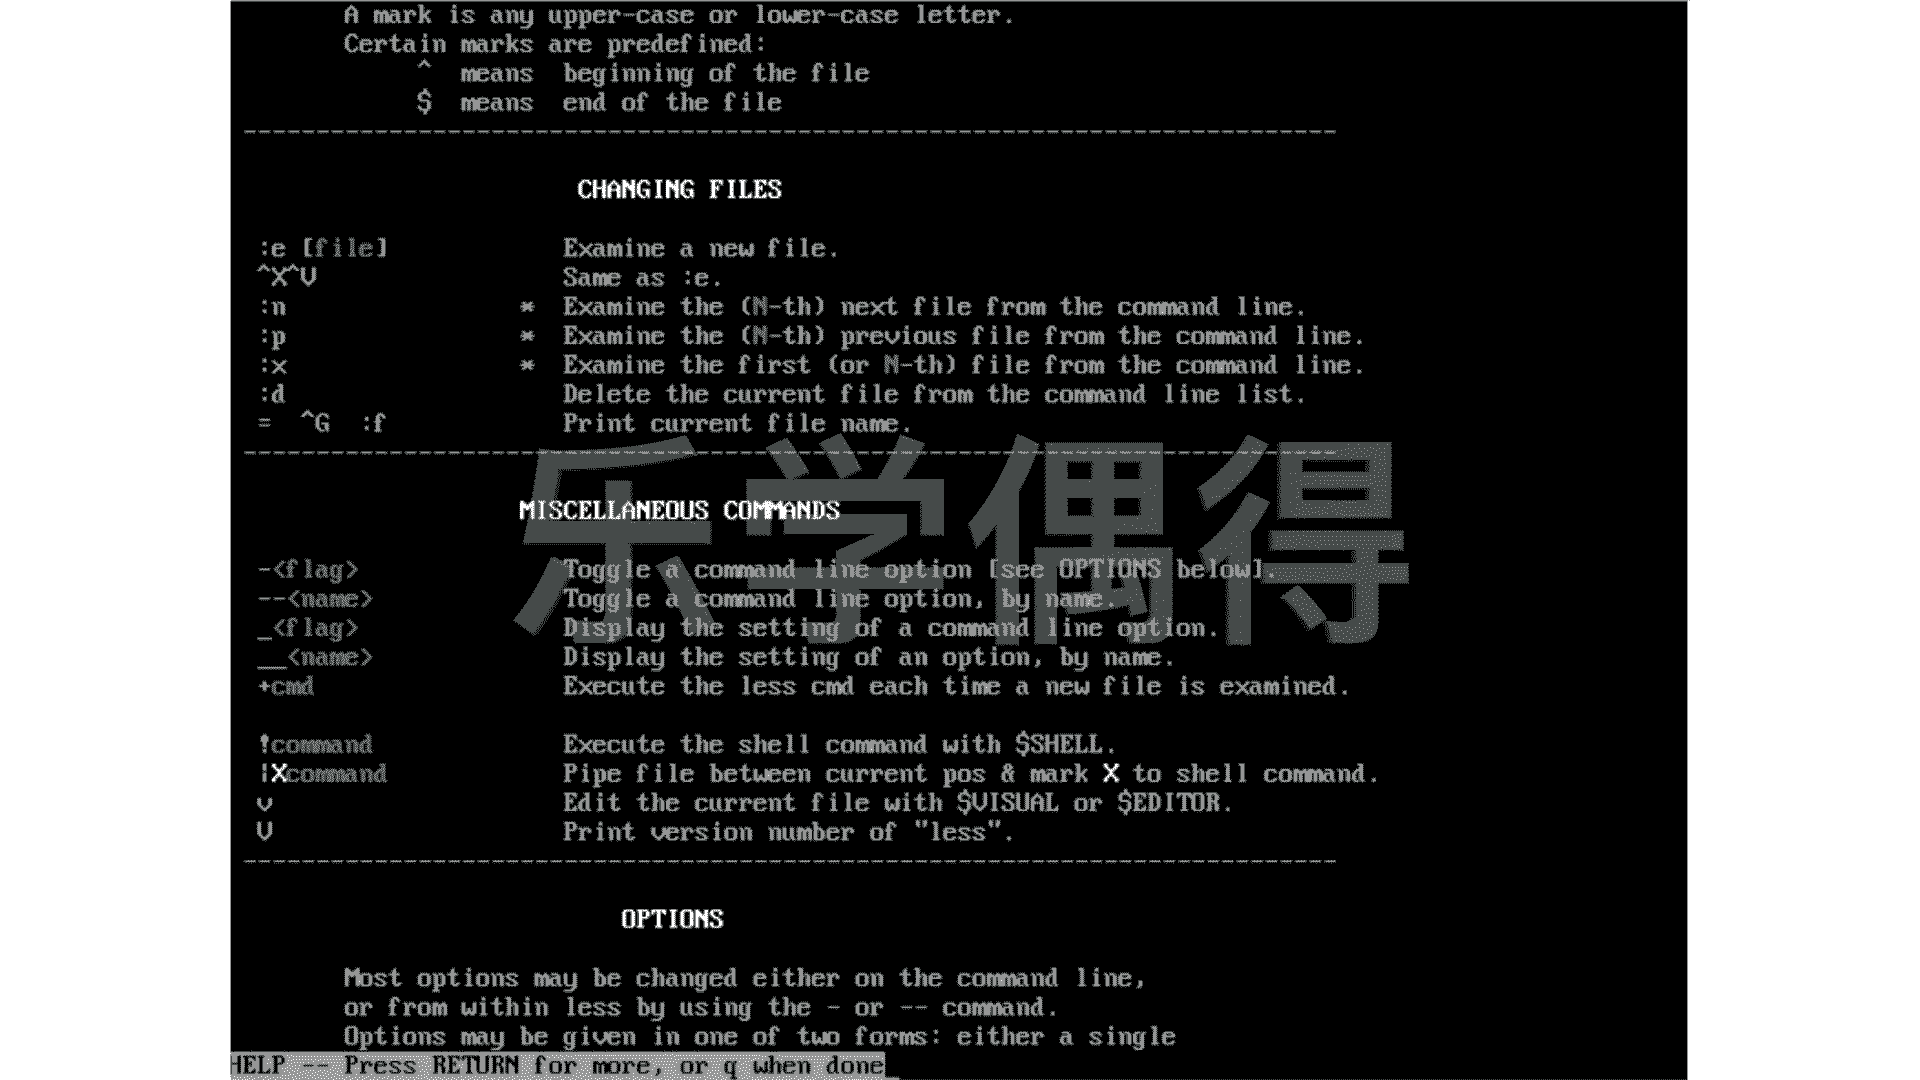 A mark is any upper-case or lower-case letter.
Certain marks are predefined:
^  means  beginning of the file
$  means  end of the file
---------------------------------------------------------------------------
CHANGING FILES
:e [file]                   Examine a new file.
^X^V                 Same as :e.
:n                *  Examine the (N-th) next file from the command line.
:p                *  Examine the (N-th) previous file from the command line.
:x                *  Examine the first (or N-th) file from the command line.
:d                   Delete the current file from the command line list.
=  ^G  :f            Print current file name.
---------------------------------------------------------------------------
MISCELLANEOUS COMMANDS
-<flag>              Toggle a command line option [see OPTIONS below].
--<name>             Toggle a command line option, by name.
_<flag>              Display the setting of a command line option.
__<name>             Display the setting of an option, by name.
+cmd                 Execute the less cmd each time a new file is examined.
!command             Execute the shell command with $SHELL.
|Xcommand            Pipe file between current pos & mark X to shell command.
v                    Edit the current file with $VISUAL or $EDITOR.
V                    Print version number of "less".
---------------------------------------------------------------------------
OPTIONS
Most options may be changed either on the command line,
or from within less by using the - or -- command.
Options may be given in one of two forms: either a single
HELP -- Press RETURN for more, or q when done
乐学偶得